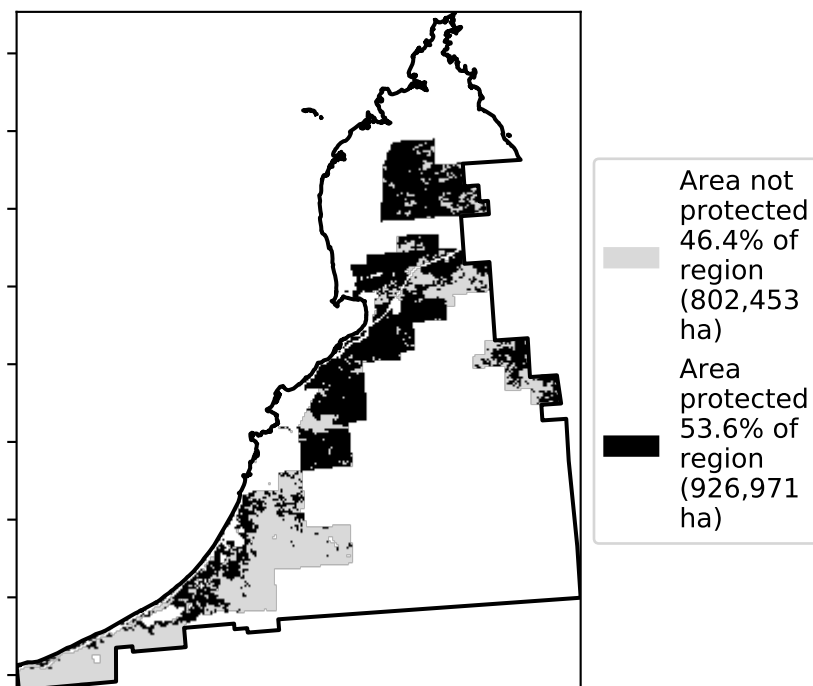 Area not
protected
46.4% of
region
(802,453
ha)
Area
protected
53.6% of
region
(926,971
ha)